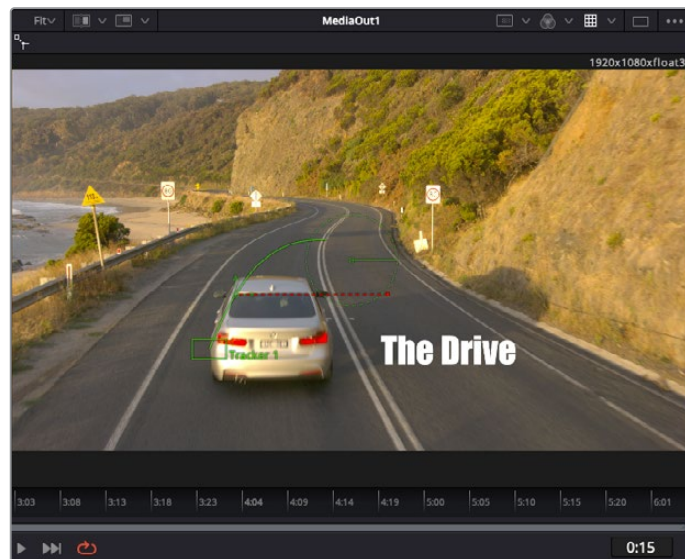 Fit MediaOut1
1920x1080xfloat3
Tracker 1
The Drive
3:03 3:08 3:13 3:18 3:23 4:04 4:09 4:14 4:19 5:00 5:05 5:10 5:15 5:20 6:01
0:15